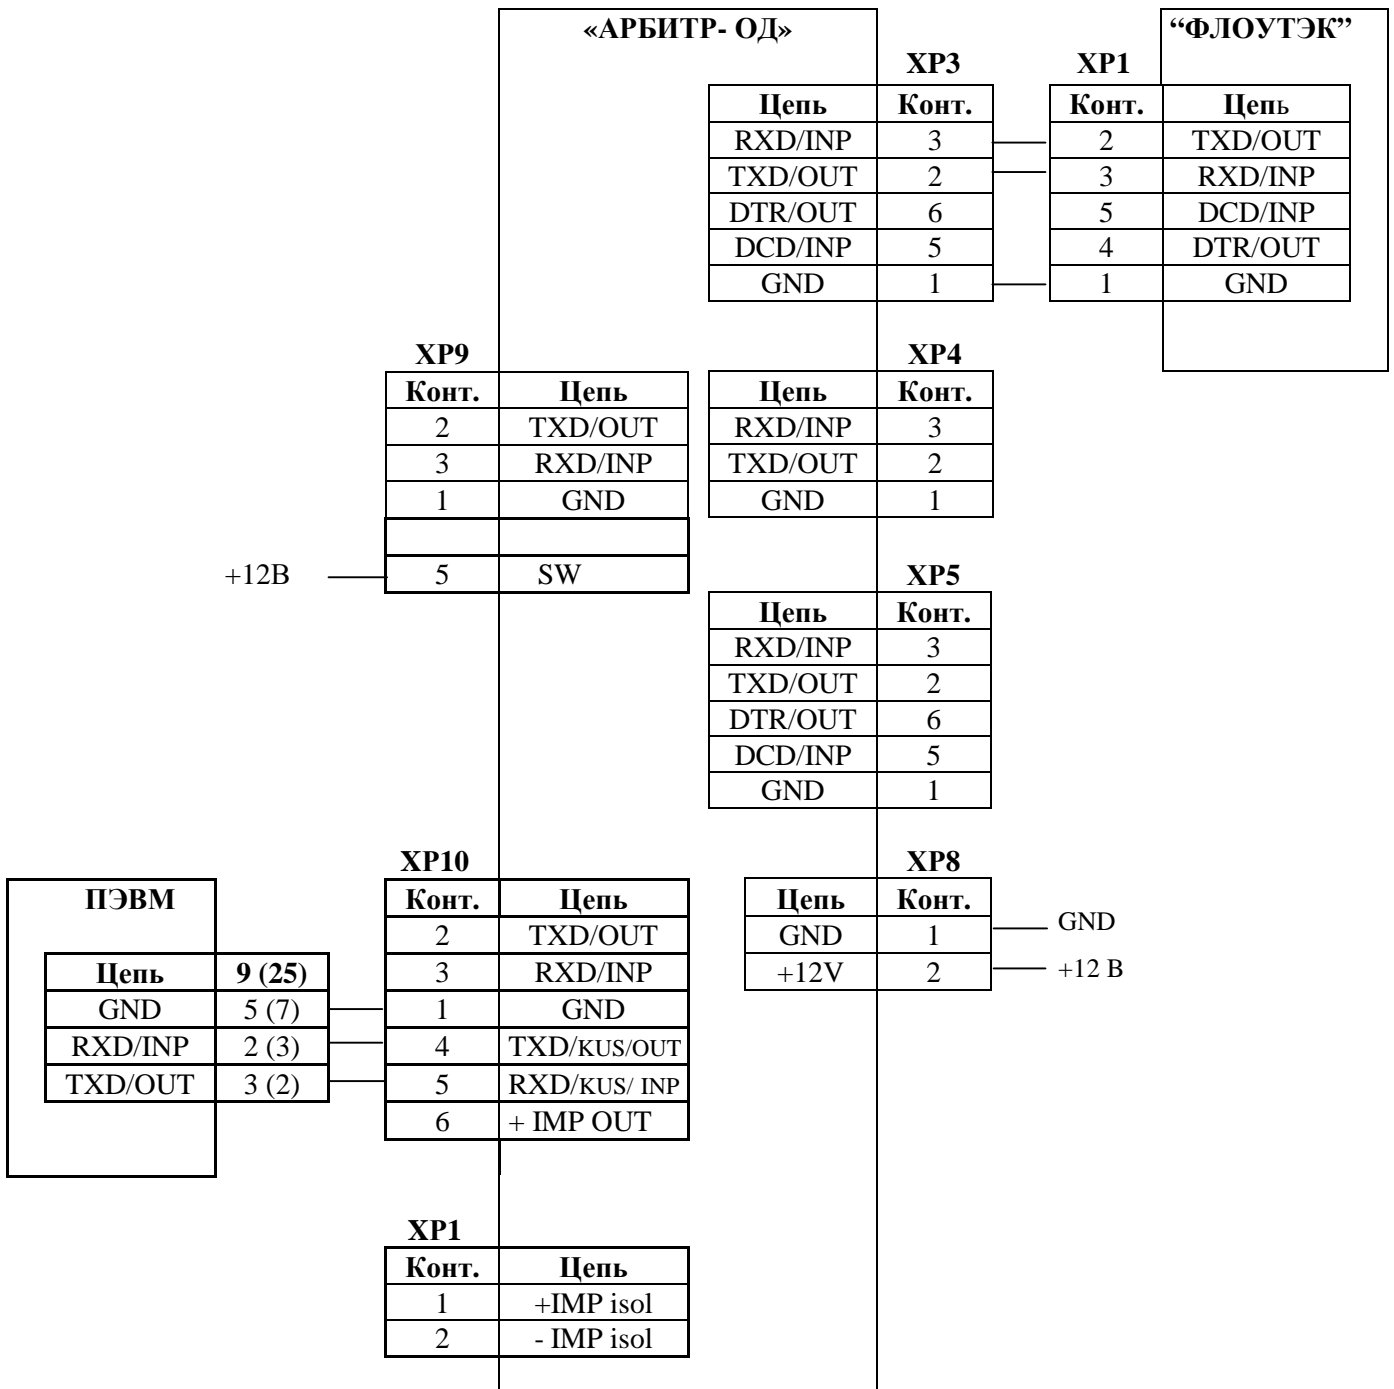 «АРБИТР- ОД» “ФЛОУТЭК”
XP3 XP1
Цепь Конт. Конт. Цепь
RXD/INP 3 2 TXD/OUT
TXD/OUT 2 3 RXD/INP
DTR/OUT 6 5 DCD/INP
DCD/INP 5 4 DTR/OUT
GND 1 1 GND
XP9 XP4
Конт. Цепь Цепь Конт.
2 TXD/OUT RXD/INP 3
3 RXD/INP TXD/OUT 2
1 GND GND 1
+12В 5 SW
XP5
Цепь Конт.
RXD/INP 3
TXD/OUT 2
DTR/OUT 6
DCD/INP 5
GND 1
XP10 XP8
ПЭВМ Конт. Цепь Цепь Конт.
2 TXD/OUT GND 1 GND
Цепь 9 (25) 3 RXD/INP +12V 2 +12 В
GND 5 (7) 1 GND
RXD/INP 2 (3) 4 TXD/KUS/OUT
TXD/OUT 3 (2) 5 RXD/KUS/ INP
6 + IMP OUT
XP1
Конт. Цепь
1 +IMP isol
2 - IMP isol